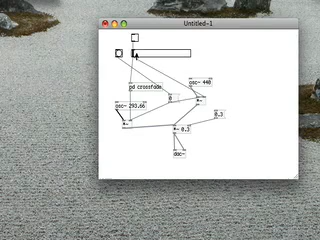 Untitled-1
osc~ 440
pd crossfade
0
*~
osc~ 293.66
0.3
*~
*~ 0.3
dac~